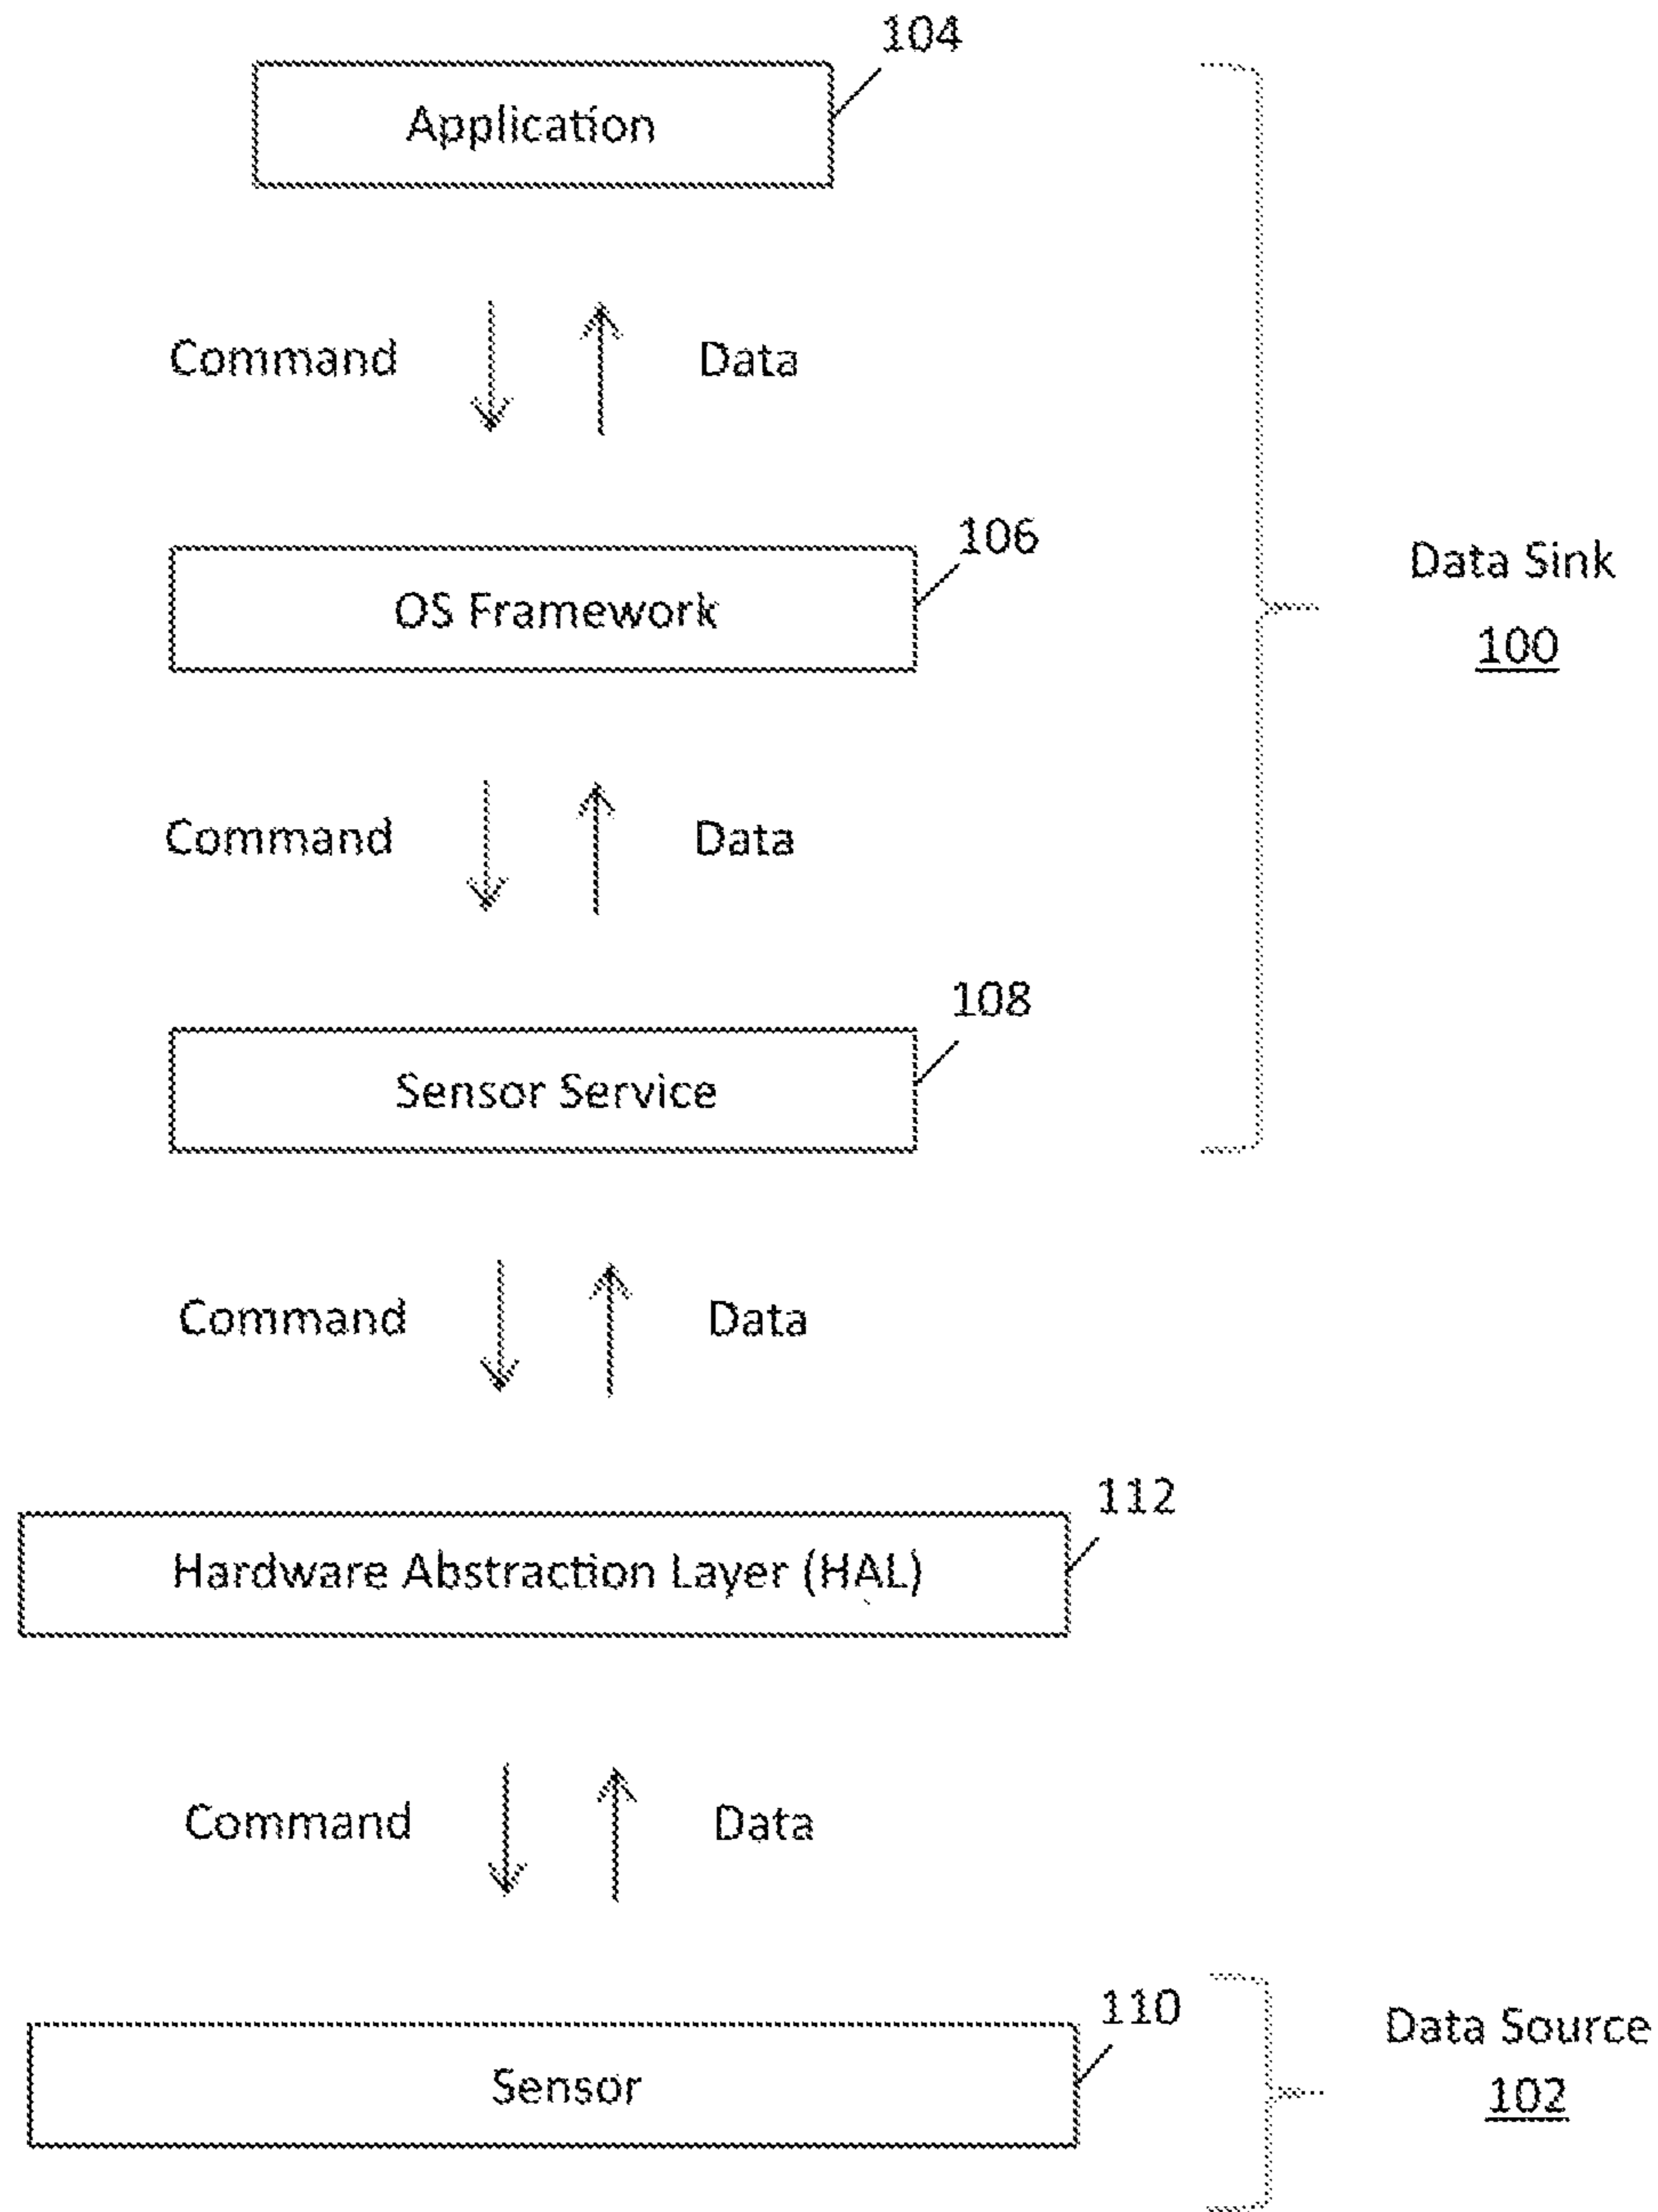 104
Application
Command
Data
106
OS Framework
Data Sink
100
Command
Data
108
Sensor Service
Command
Data
112
Hardware Abstraction Layer (HAL)
Command
Data
110
Sensor
Data Source
102